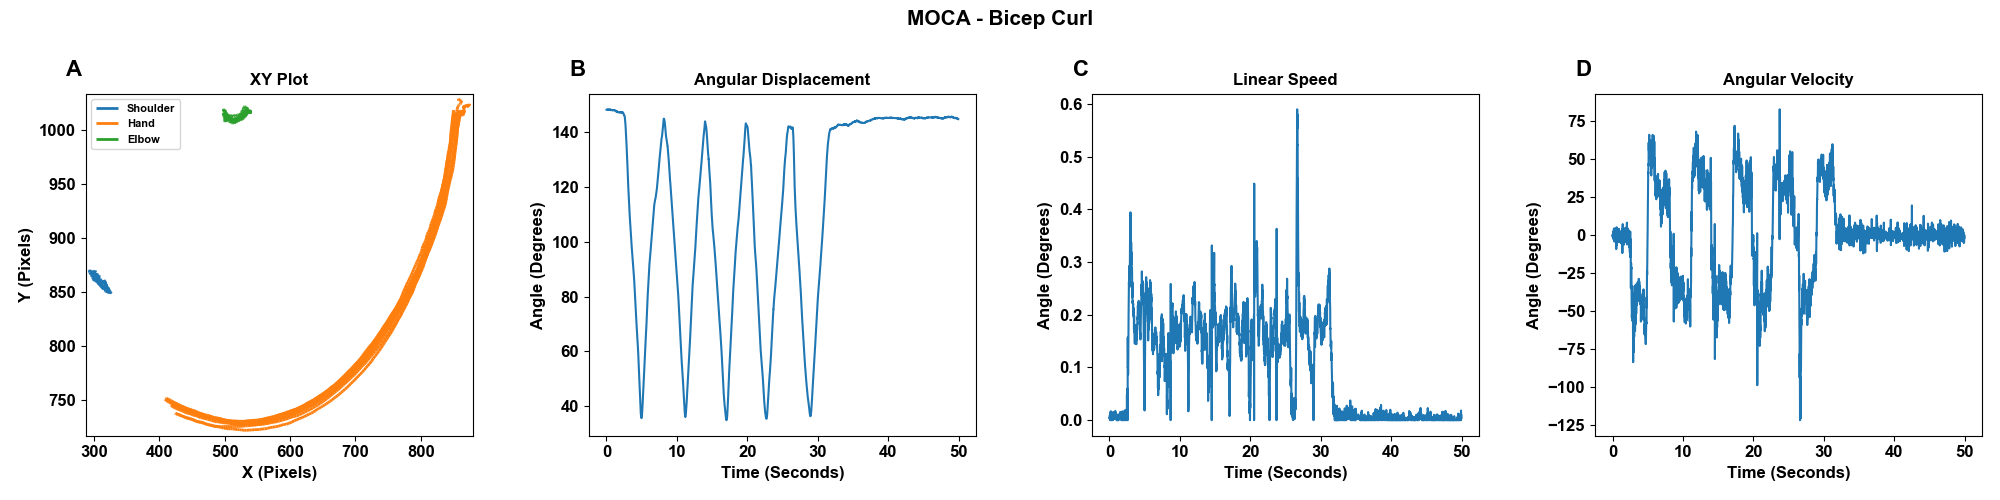 MOCA - Bicep Curl
A
XY Plot
Shoulder
Hand
Elbow
1000
950
900
850
800
750
Y (Pixels)
300 400 500 600 700 800
X (Pixels)
B
Angular Displacement
140
120
100
80
60
40
Angle (Degrees)
0 10 20 30 40 50
Time (Seconds)
C
Linear Speed
0.6
0.5
0.4
0.3
0.2
0.1
0.0
Angle (Degrees)
0 10 20 30 40 50
Time (Seconds)
D
Angular Velocity
75
50
25
0
−25
−50
−75
−100
−125
Angle (Degrees)
0 10 20 30 40 50
Time (Seconds)